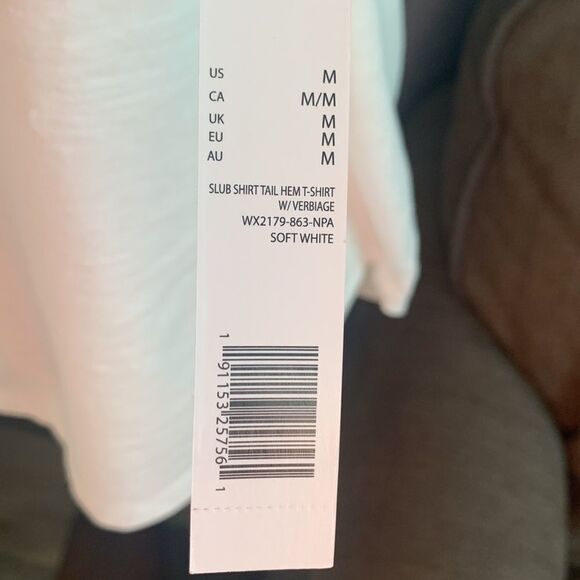 US M
CA M/M
UK M
EU M
AU M
SLUB SHIRT TAIL HEM T-SHIRT
W/ VERBIAGE
WX2179-863-NPA
SOFT WHITE
1 91153 25756 1